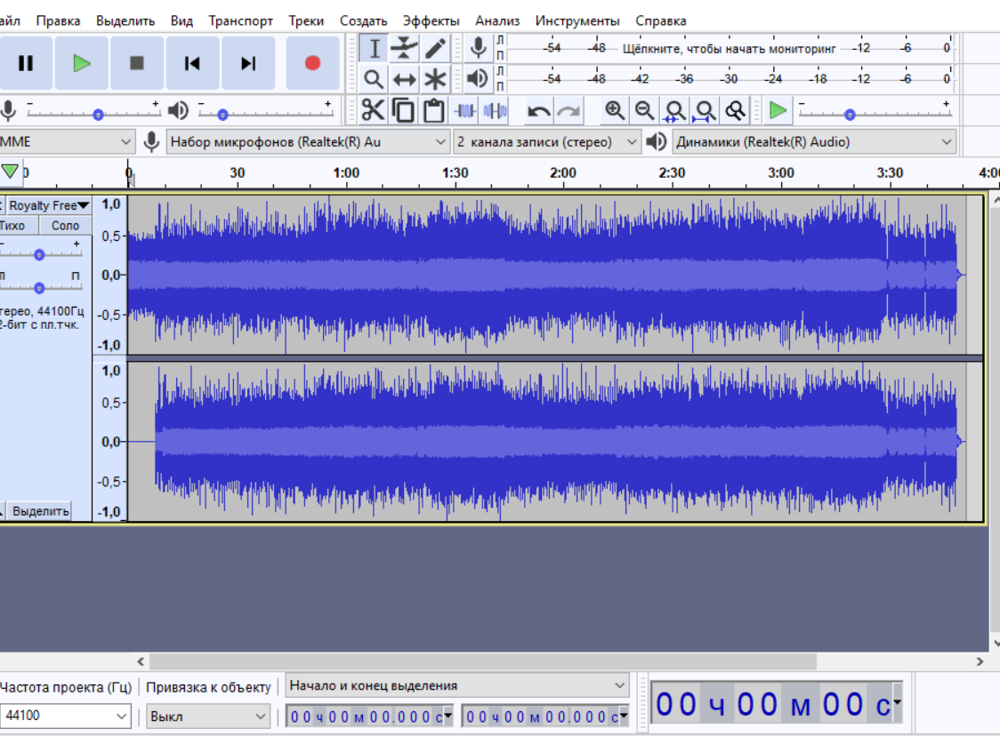 айл Правка Выделить Вид Транспорт Треки Создать Эффекты Анализ Инструменты Справка
Л П -54 -48 Щёлкните, чтобы начать мониторинг -12 -6 0
Л П -54 -48 -42 -36 -30 -24 -18 -12 -6 0
- + - + - +
MME Набор микрофонов (Realtek(R) Au 2 канала записи (стерео) Динамики (Realtek(R) Audio)
0 0 30 1:00 1:30 2:00 2:30 3:00 3:30 4:00
Royalty Free 1,0
Тихо Соло
0,5
- +
0,0
л п
терео, 44100Гц -0,5
2-бит с пл.тчк.
-1,0
1,0
0,5
0,0
-0,5
Выделить -1,0
Частота проекта (Гц) Привязка к объекту Начало и конец выделения
44100 Выкл 00 ч 00 м 00.000 с 00 ч 00 м 00.000 с 00 ч 00 м 00 с